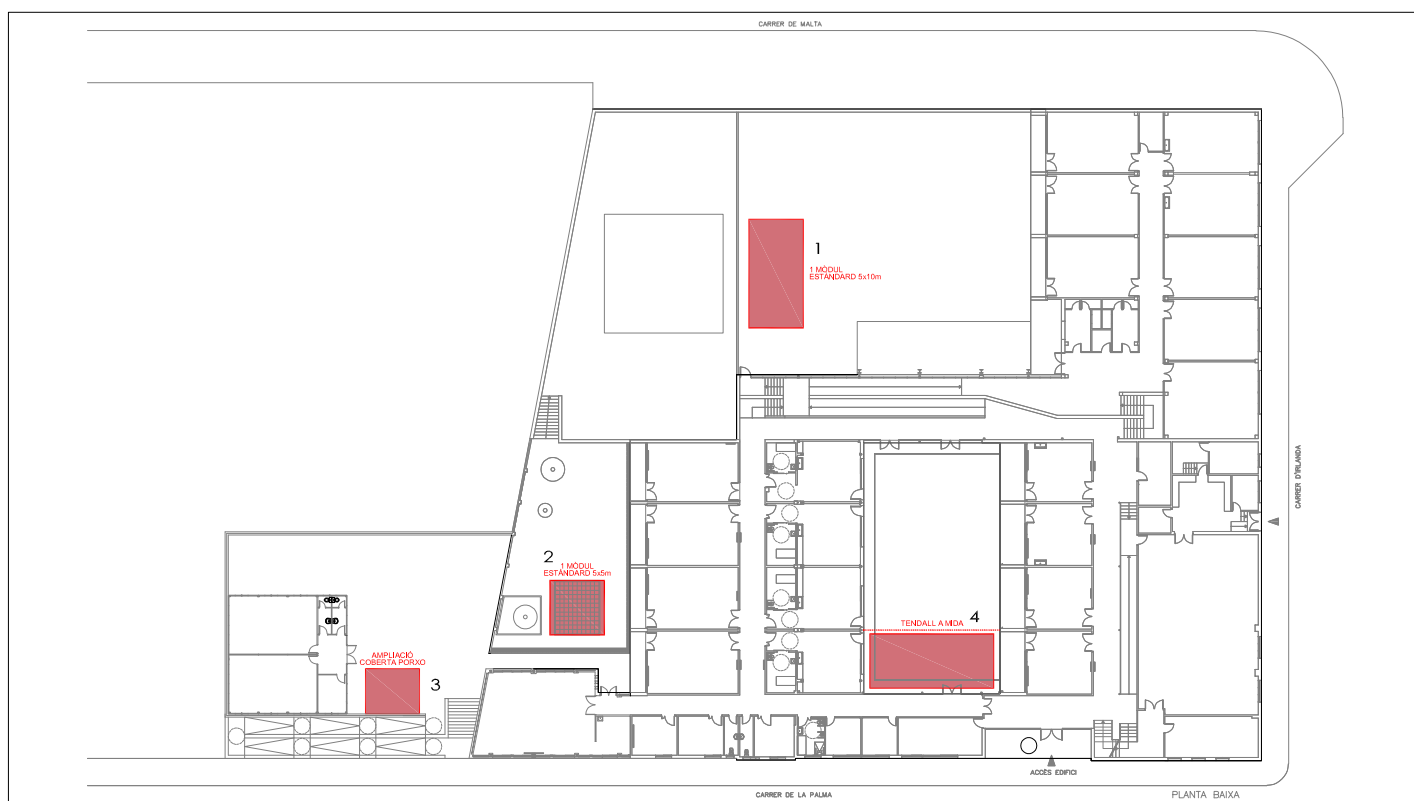 CARRER DE MALTA
1
1 MÒDUL
ESTÀNDARD 5x10m
CARRER D'IRLANDA
2
1 MÒDUL
ESTÀNDARD 5x5m
4
TENDALL A MIDA
AMPLIACIÓ
COBERTA PORXO
3
ACCÈS EDIFICI
CARRER DE LA PALMA
PLANTA BAIXA